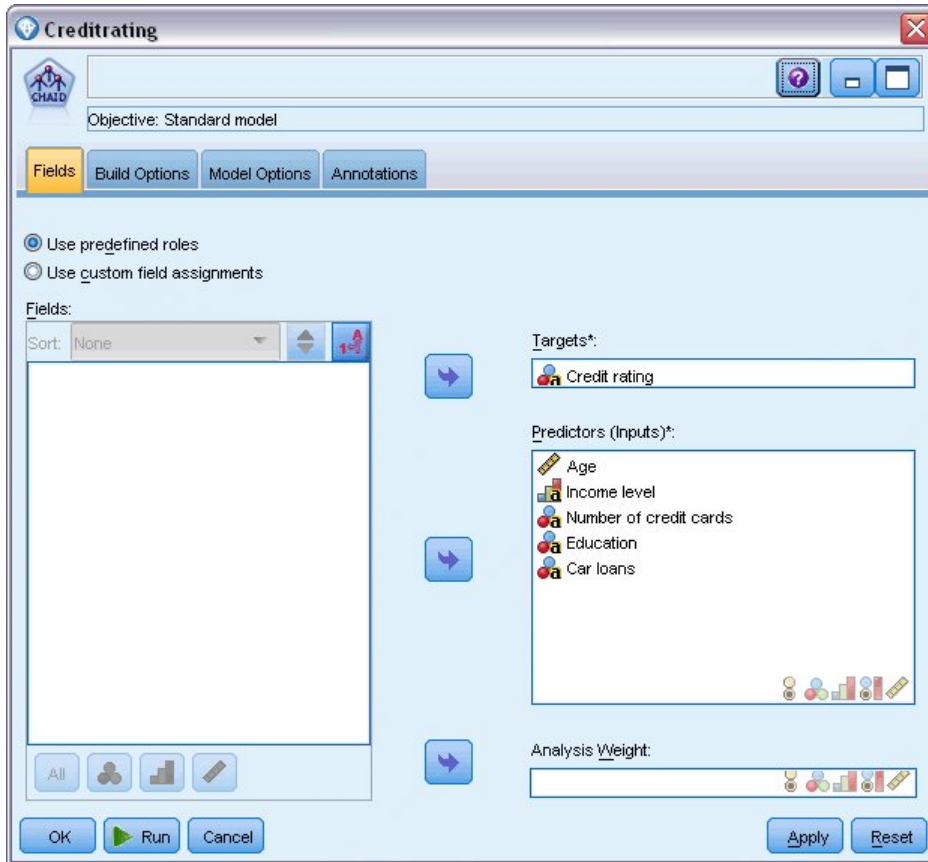 Creditrating
CHAID
Objective: Standard model
Fields Build Options Model Options Annotations
Use predefined roles
Use custom field assignments
Fields:
Sort: None
Targets*:
Credit rating
Predictors (Inputs)*:
Age
Income level
Number of credit cards
Education
Car loans
All
Analysis Weight:
OK Run Cancel Apply Reset